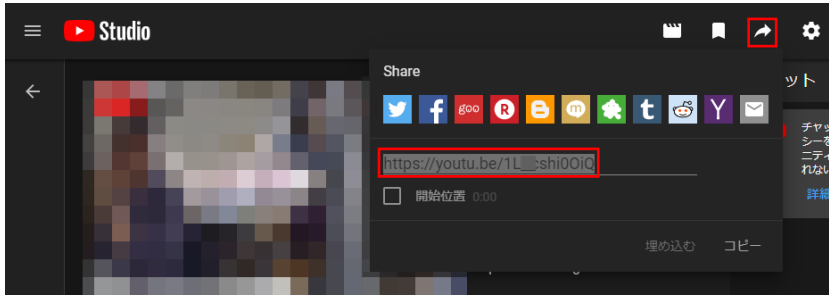 Studio
Share
goo
https://youtu.be/1L cshi0OiQ
開始位置 0:00
埋め込む コピー
ット
チャッ
シーを
ニティ
れない
詳細